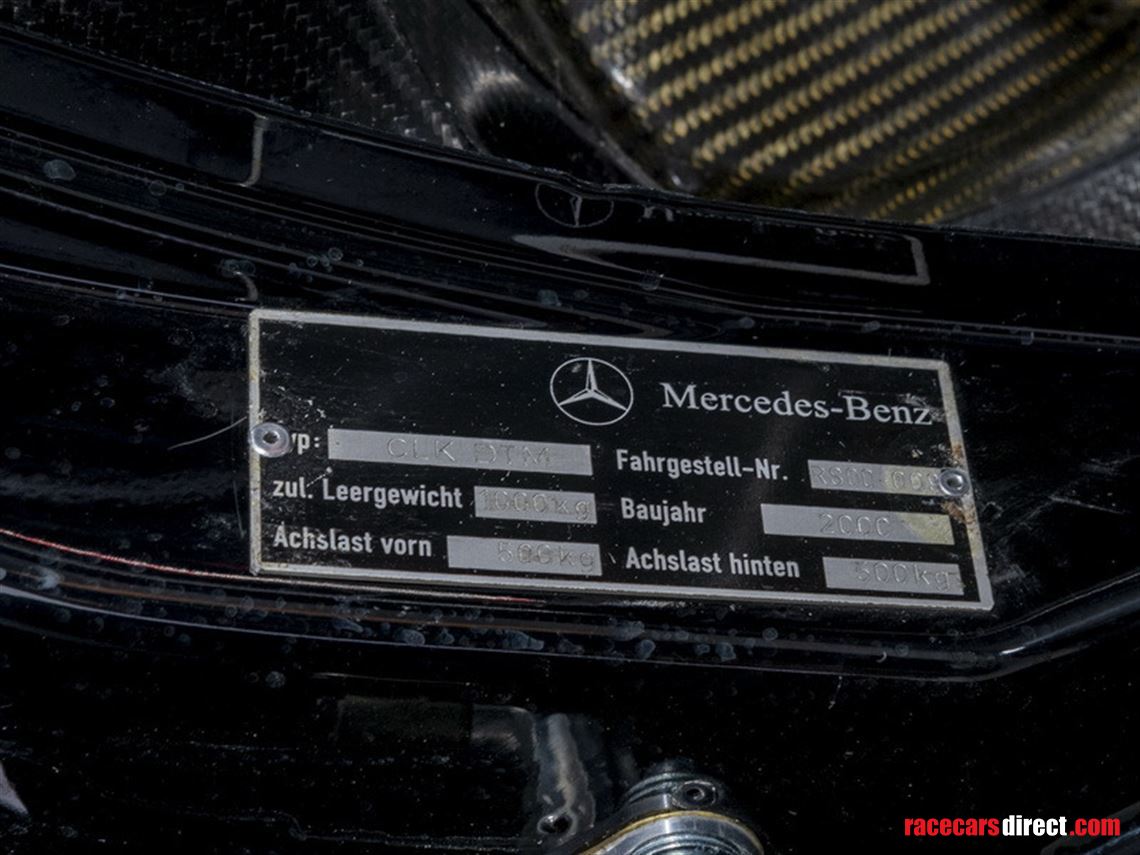 Mercedes-Benz
yp: CLK DTM
Fahrgestell-Nr.
zul. Leergewicht 1000Kg
Baujahr 2000
Achslast vorn 500Kg
Achslast hinten 500Kg
racecarsdirect.com